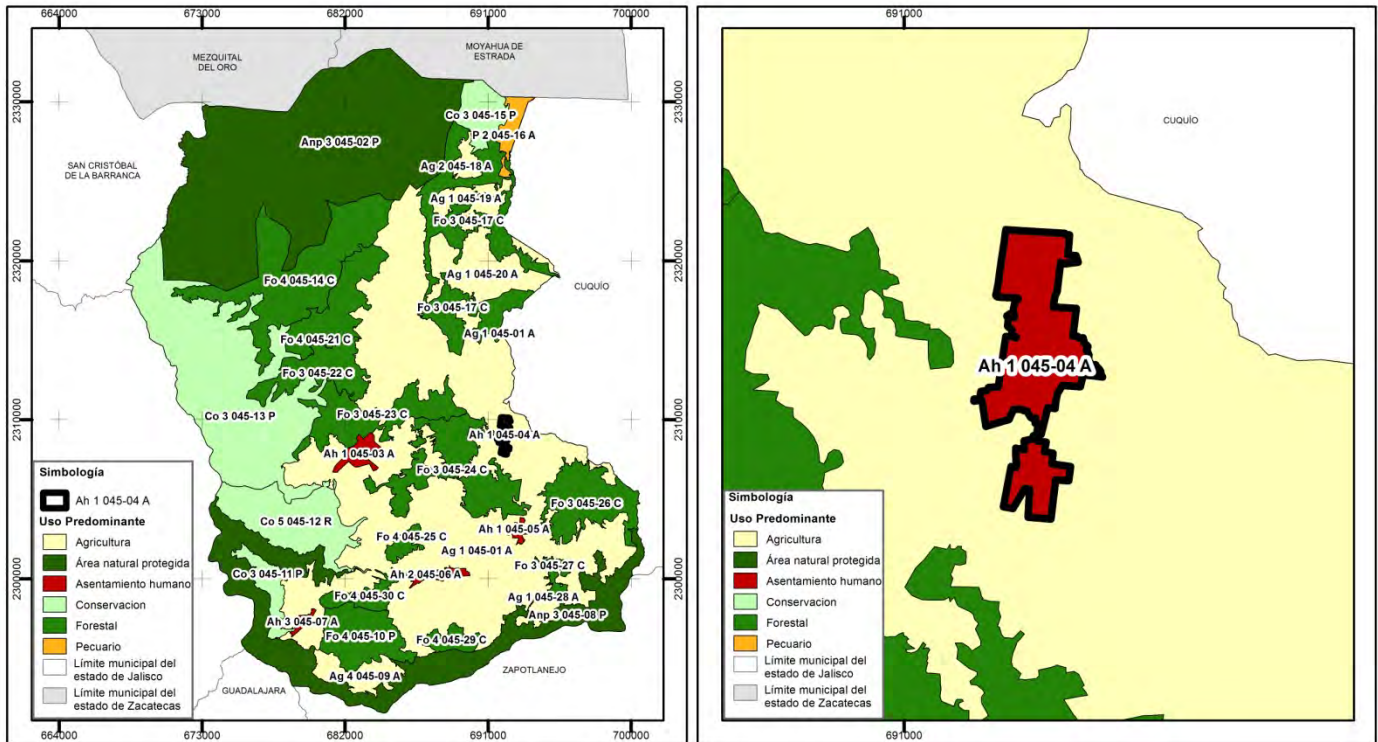 664000
673000
682000
691000
700000
MEZQUITAL
DEL ORO
MOYAHUA DE
ESTRADA
2330000
2330000
Co 3 045-15 P
P 2 045-16 A
Anp 3 045-02 P
SAN CRISTÓBAL
DE LA BARRANCA
Ag 2 045-18 A
Ag 1 045-19 A
Fo 3 045-17 C
2320000
2320000
Ag 1 045-20 A
Fo 4 045-14 C
CUQUÍO
Fo 3 045-17 C
Ag 1 045-01 A
Fo 4 045-21 C
Fo 3 045-22 C
Co 3 045-13 P
Fo 3 045-23 C
2310000
2310000
Ah 1 045-04 A
Ah 1 045-03 A
Fo 3 045-24 C
Fo 3 045-26 C
Co 5 045-12 R
Ah 1 045-05 A
Fo 4 045-25 C
Ag 1 045-01 A
Fo 3 045-27 C
2300000
2300000
Co 3 045-11 P
Ah 2 045-06 A
Fo 4 045-30 C
Ag 1 045-28 A
Anp 3 045-08 P
Ah 3 045-07 A
Fo 4 045-10 P
Fo 4 045-29 C
ZAPOTLANEJO
Ag 4 045-09 A
GUADALAJARA
Simbología
Ah 1 045-04 A
Uso Predominante
Agricultura
Área natural protegida
Asentamiento humano
Conservacion
Forestal
Pecuario
Límite municipal del
estado de Jalisco
Límite municipal del
estado de Zacatecas
664000
673000
682000
691000
700000
691000
CUQUÍO
Ah 1 045-04 A
Simbología
Uso Predominante
Agricultura
Área natural protegida
Asentamiento humano
Conservacion
Forestal
Pecuario
Límite municipal del
estado de Jalisco
Límite municipal del
estado de Zacatecas
691000